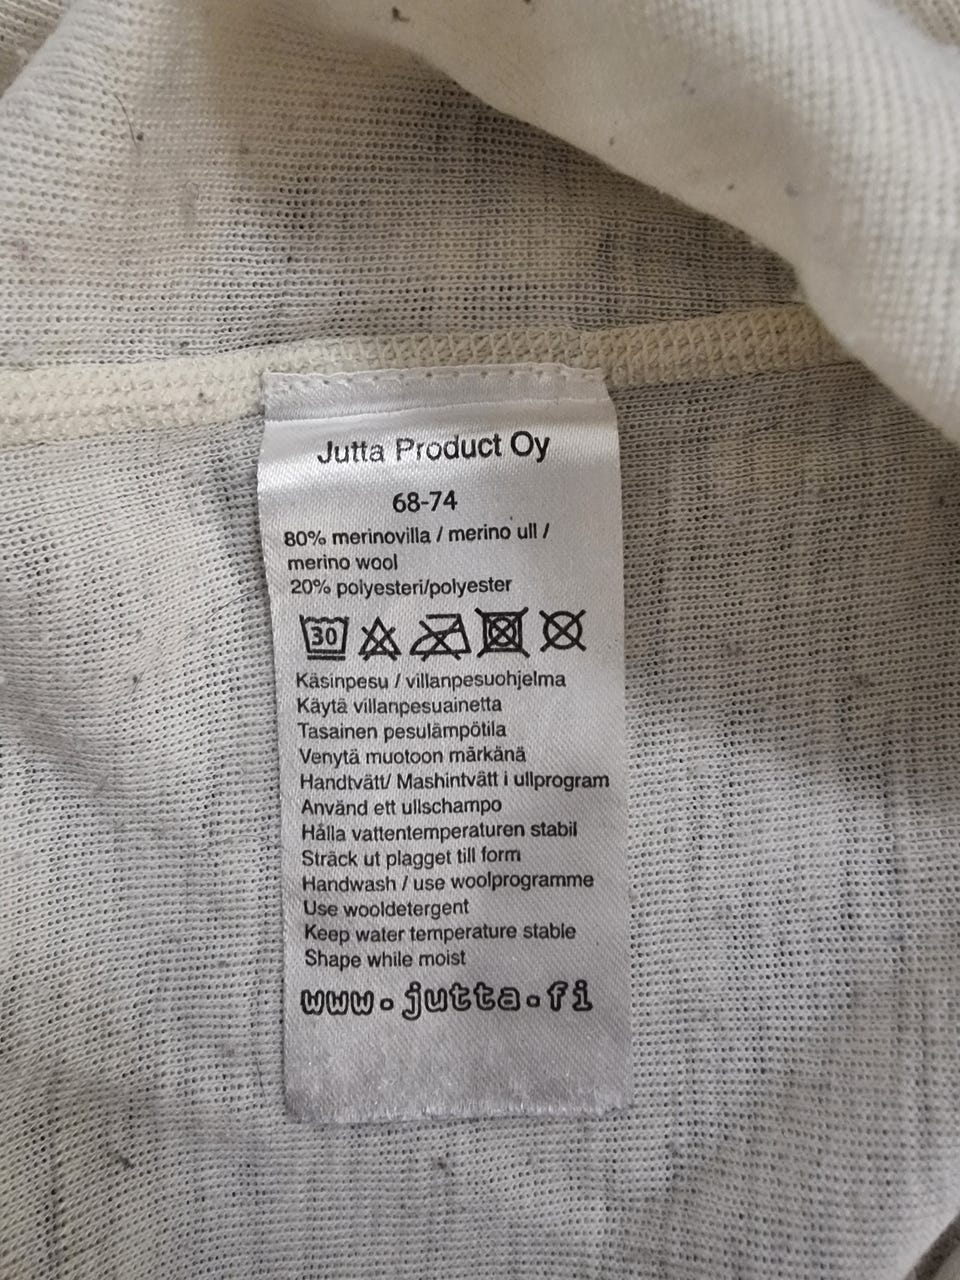 Jutta Product Oy
68-74
80% merinovilla / merino ull /
merino wool
20% polyesteri/polyester
30
Käsinpesu / villanpesuohjelma
Käytä villanpesuainetta
Tasainen pesulämpötila
Venytä muotoon märkänä
Handtvätt/ Mashintvätt i ullprogram
Använd ett ullschampo
Hålla vattentemperaturen stabil
Sträck ut plagget till form
Handwash / use woolprogramme
Use wooldetergent
Keep water temperature stable
Shape while moist
www.jutta.fi